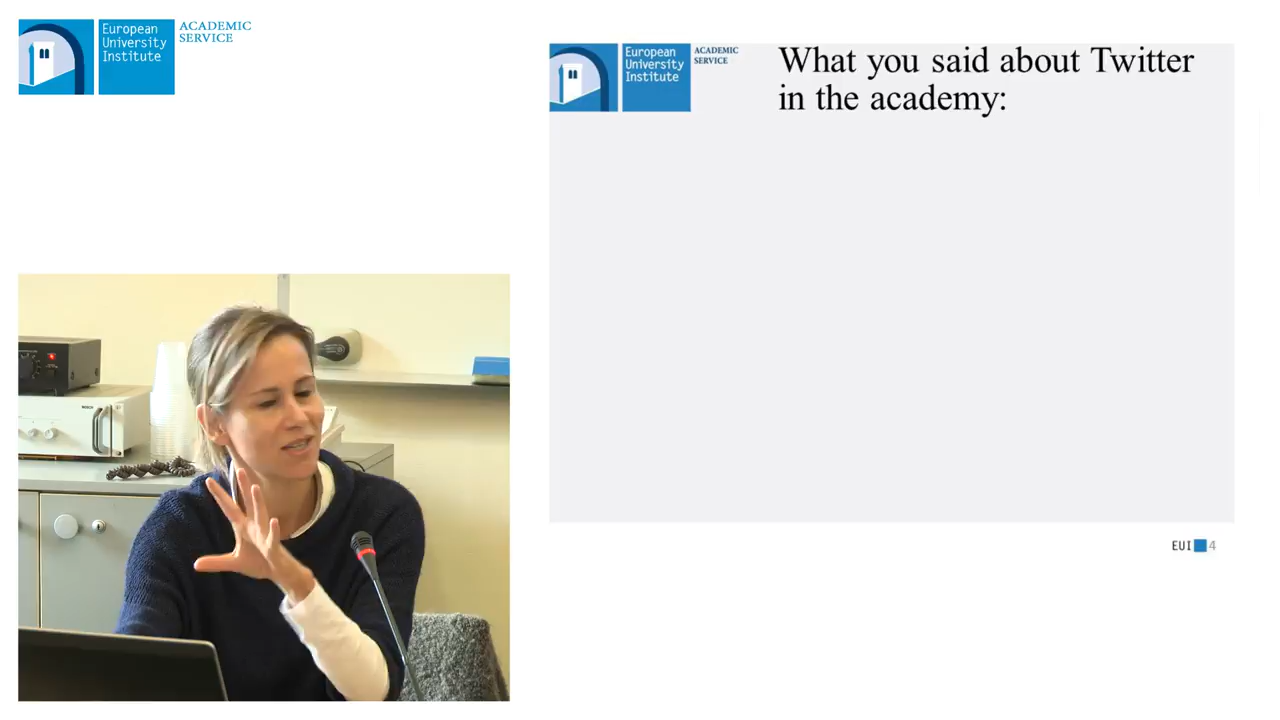 European
University
Institute
ACADEMIC
SERVICE
European
University
Institute
ACADEMIC
SERVICE
What you said about Twitter
in the academy:
BOSCH
EUI 4